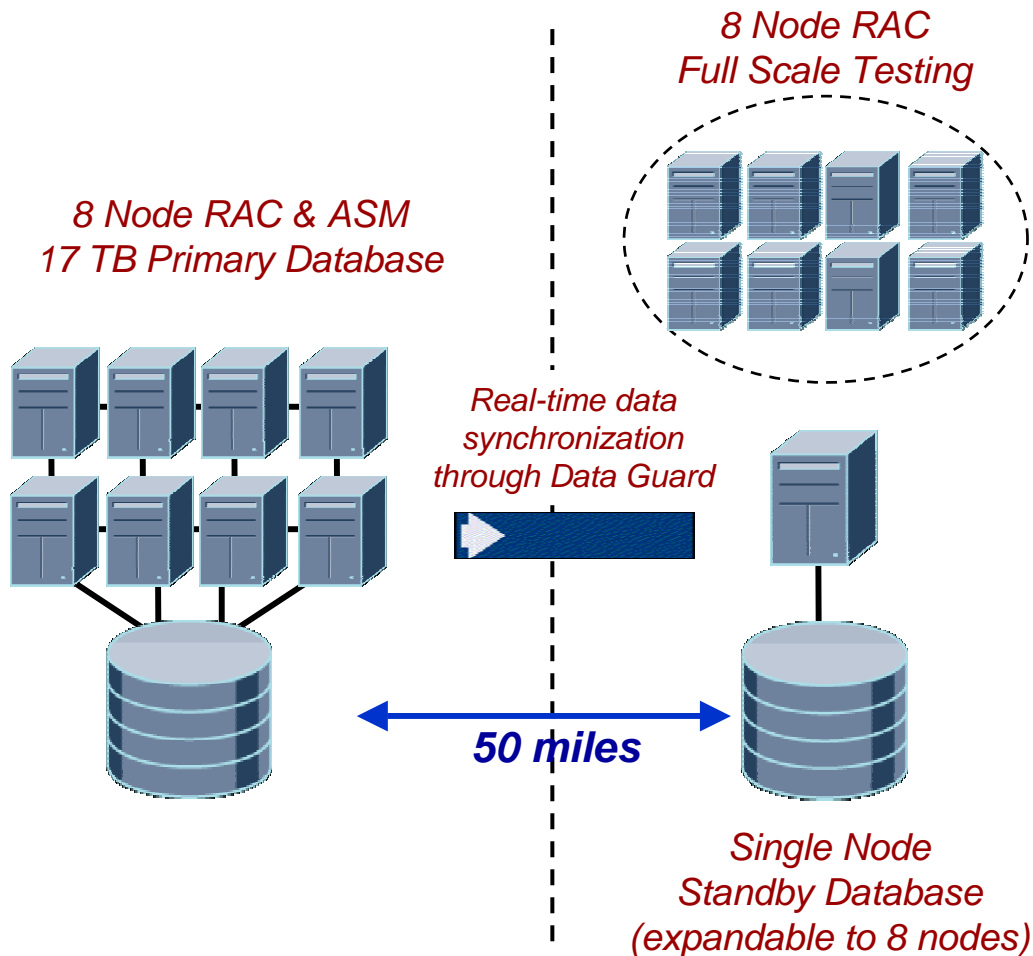 8 Node RAC
Full Scale Testing
8 Node RAC & ASM
17 TB Primary Database
Real-time data
synchronization
through Data Guard
50 miles
Single Node
Standby Database
(expandable to 8 nodes)